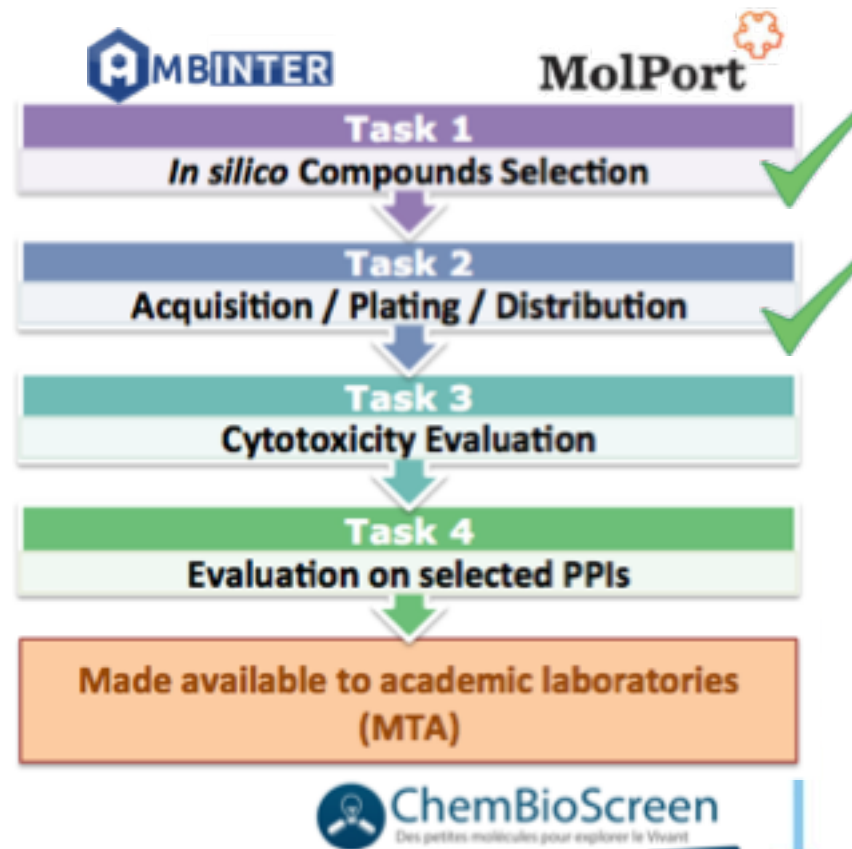 AMBINTER
MolPort
Task 1
In silico Compounds Selection
Task 2
Acquisition / Plating / Distribution
Task 3
Cytotoxicity Evaluation
Task 4
Evaluation on selected PPIs
Made available to academic laboratories
(MTA)
ChemBioScreen
Des petites molécules pour explorer le Vivant